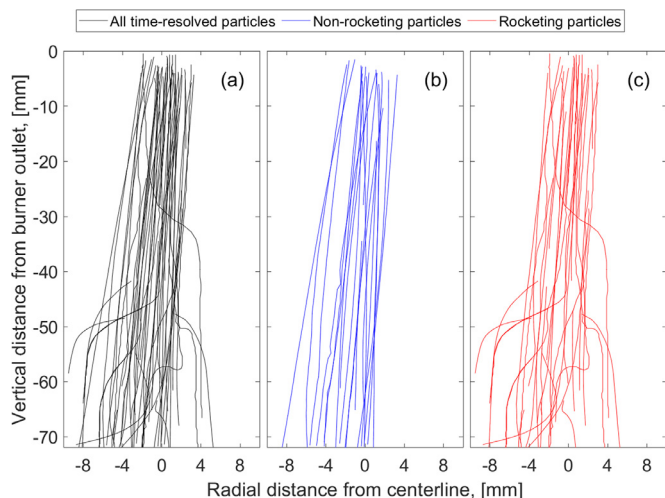 All time-resolved particles Non-rocketing particles Rocketing particles
(a) (b) (c)
Vertical distance from burner outlet, [mm]
0
-10
-20
-30
-40
-50
-60
-70
-8 -4 0 4 8 -8 -4 0 4 8 -8 -4 0 4 8
Radial distance from centerline, [mm]